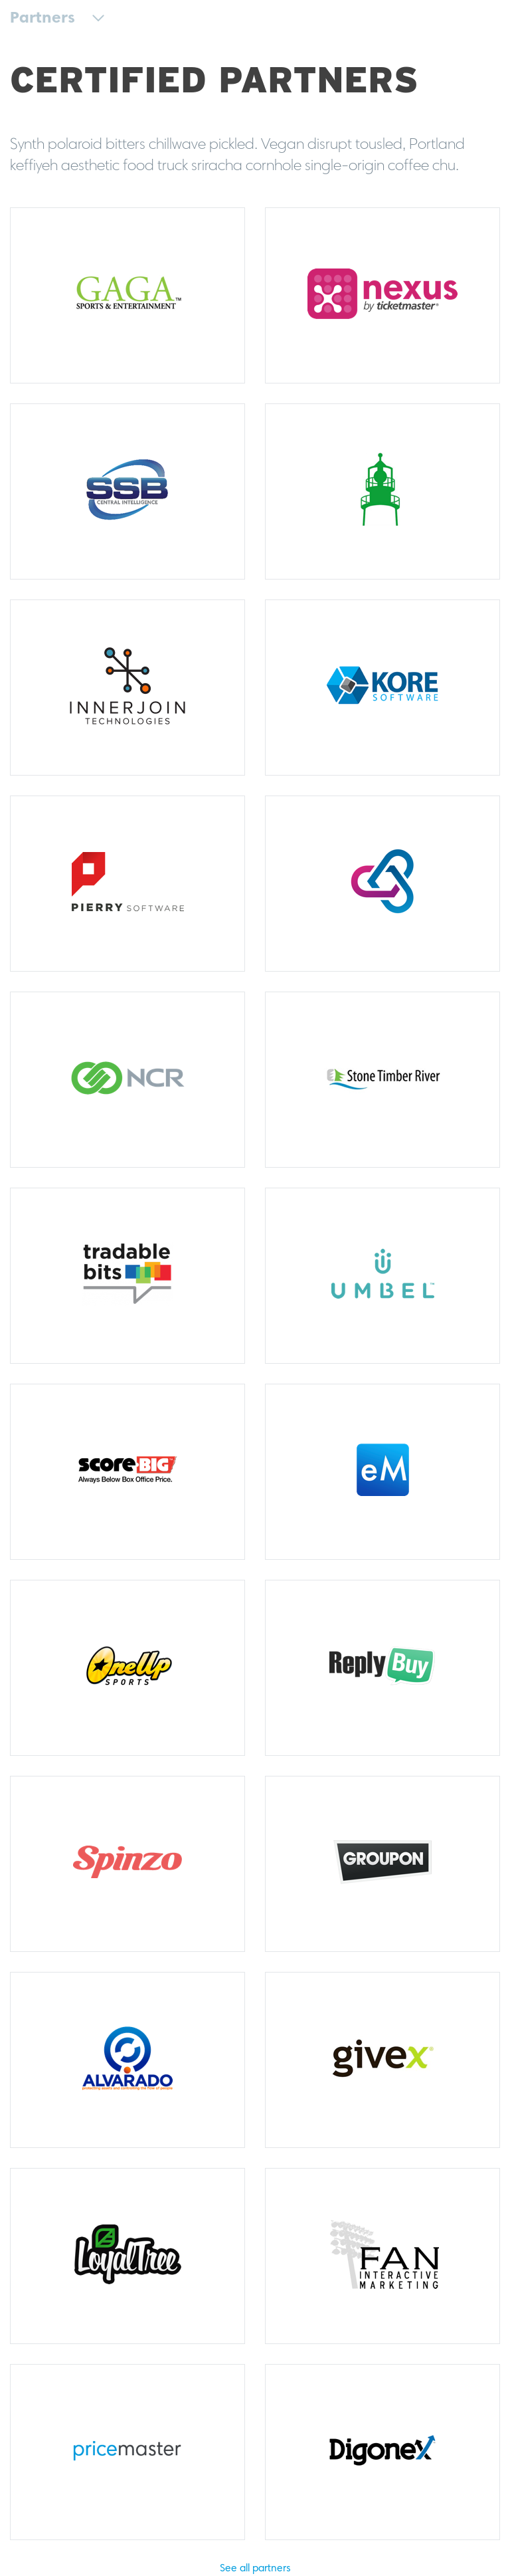 Partners
CERTIFIED PARTNERS
Synth polaroid bitters chillwave pickled. Vegan disrupt tousled, Portland
keffiyeh aesthetic food truck sriracha cornhole single-origin coffee chu.
GAGA
SPORTS & ENTERTAINMENT™
nexus
by ticketmaster®
SSB
CENTRAL INTELLIGENCE
INNERJOIN
TECHNOLOGIES
KORE
SOFTWARE
PIERRY SOFTWARE
NCR
Stone Timber River
tradable
bits
UMBEL
scoreBIG
Always Below Box Office Price.
eM
OneUp
SPORTS
Reply Buy
Spinzo
GROUPON
ALVARADO
givex®
LoyalTree
FAN
INTERACTIVE
MARKETING
pricemaster
Digonex
See all partners